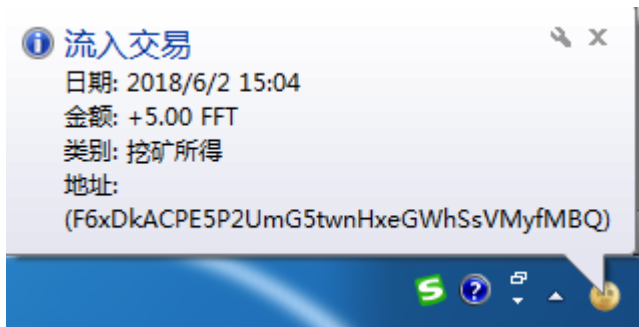 流入交易
日期: 2018/6/2 15:04
金额: +5.00 FFT
类别: 挖矿所得
地址:
(F6xDkACPE5P2UmG5twnHxeGWhSsVMyfMBQ)